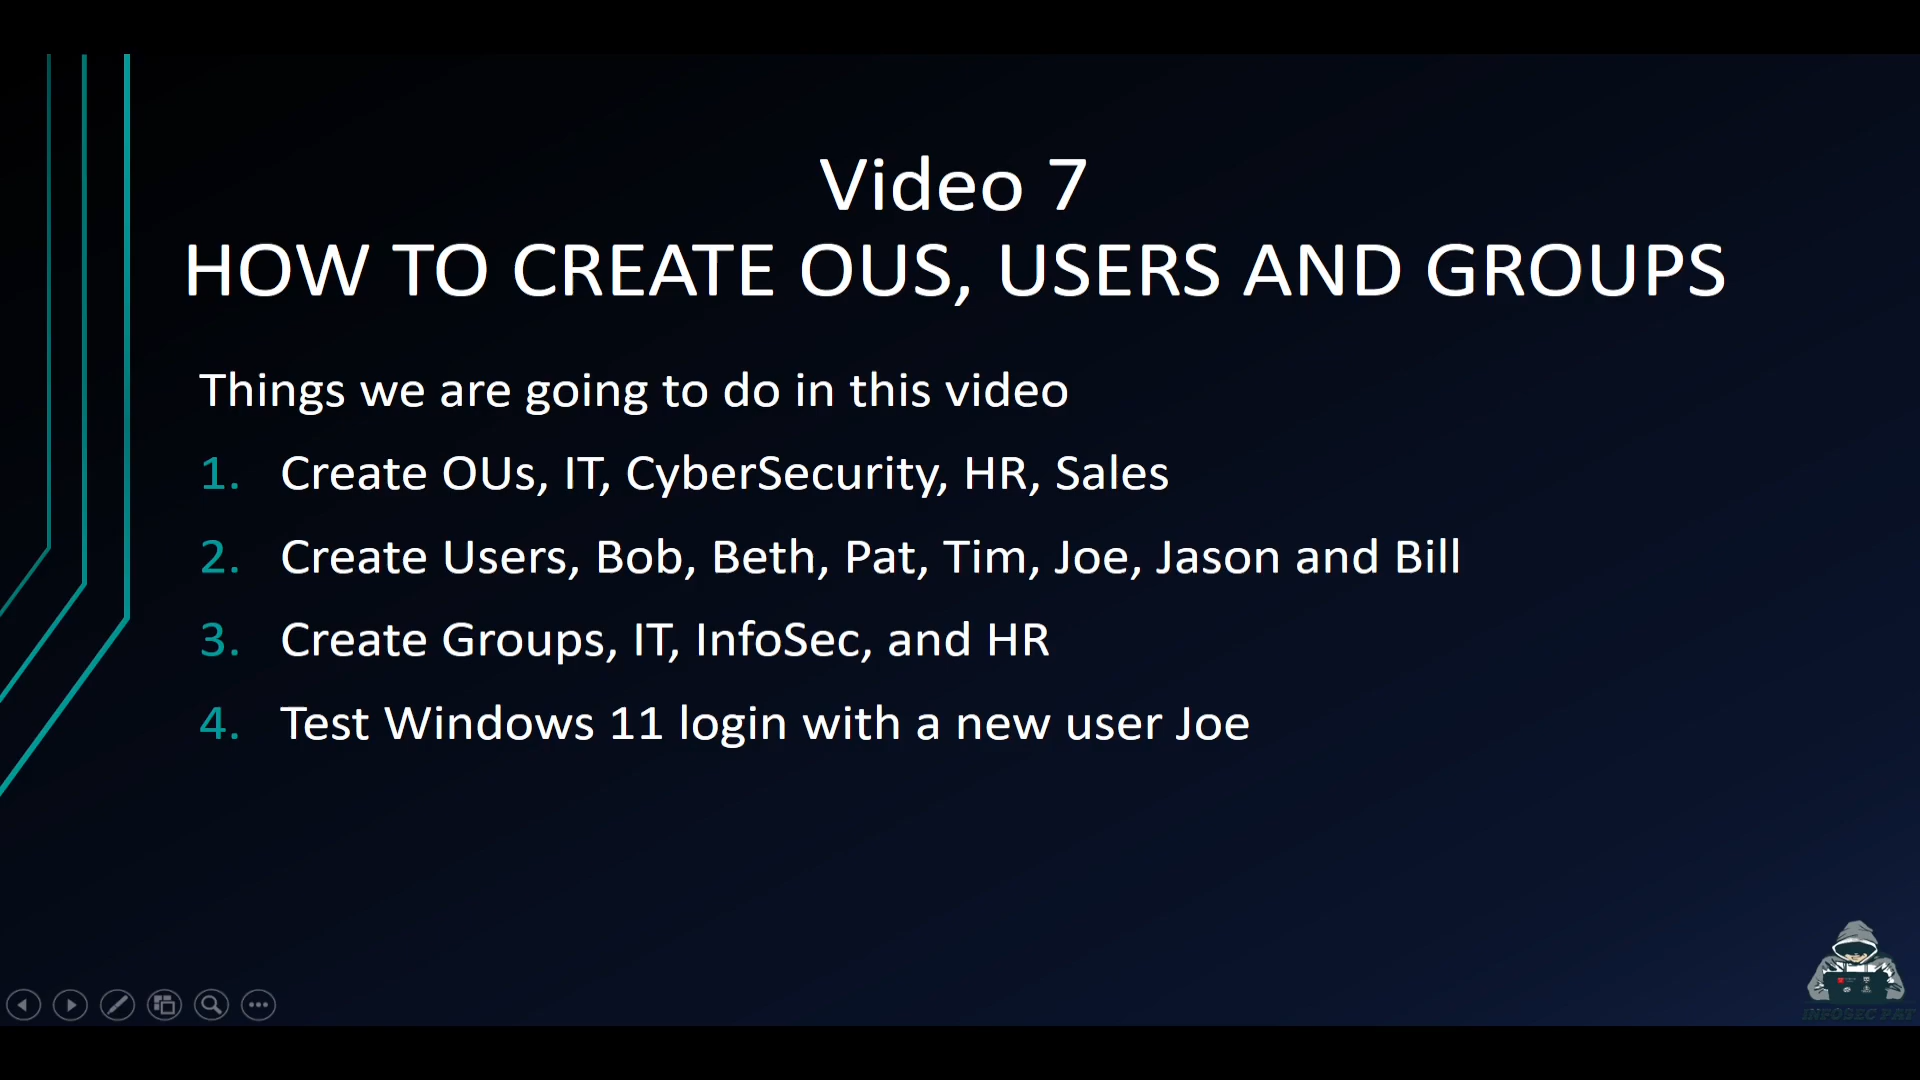 Video 7
HOW TO CREATE OUS, USERS AND GROUPS
Things we are going to do in this video
1. Create OUs, IT, CyberSecurity, HR, Sales
2. Create Users, Bob, Beth, Pat, Tim, Joe, Jason and Bill
3. Create Groups, IT, InfoSec, and HR
4. Test Windows 11 login with a new user Joe
INFOSEC PAT